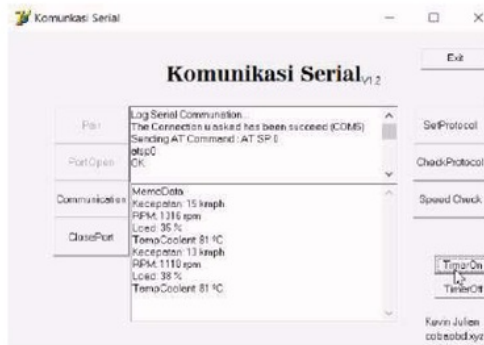 Komunikasi Serial
Exit
Komunikasi Serial V1.2
Log Serial Communation...
The Connection u asked has been succeed (COM5)
Sending AT Command : AT SP 0
atsp0
OK
Pair
PortOpen
Communication
ClosePort
MemoData
Kecepatan: 15 kmph
RPM: 1316 rpm
Load: 35 %
TempCoolent: 81 ºC
Kecepatan: 13 kmph
RPM: 1110 rpm
Load: 38 %
TempCoolent: 81 ºC
SetProtocol
CheckProtocol
Speed Check
TimerOn
TimerOff
Kevin Julien
cobaobd.xyz